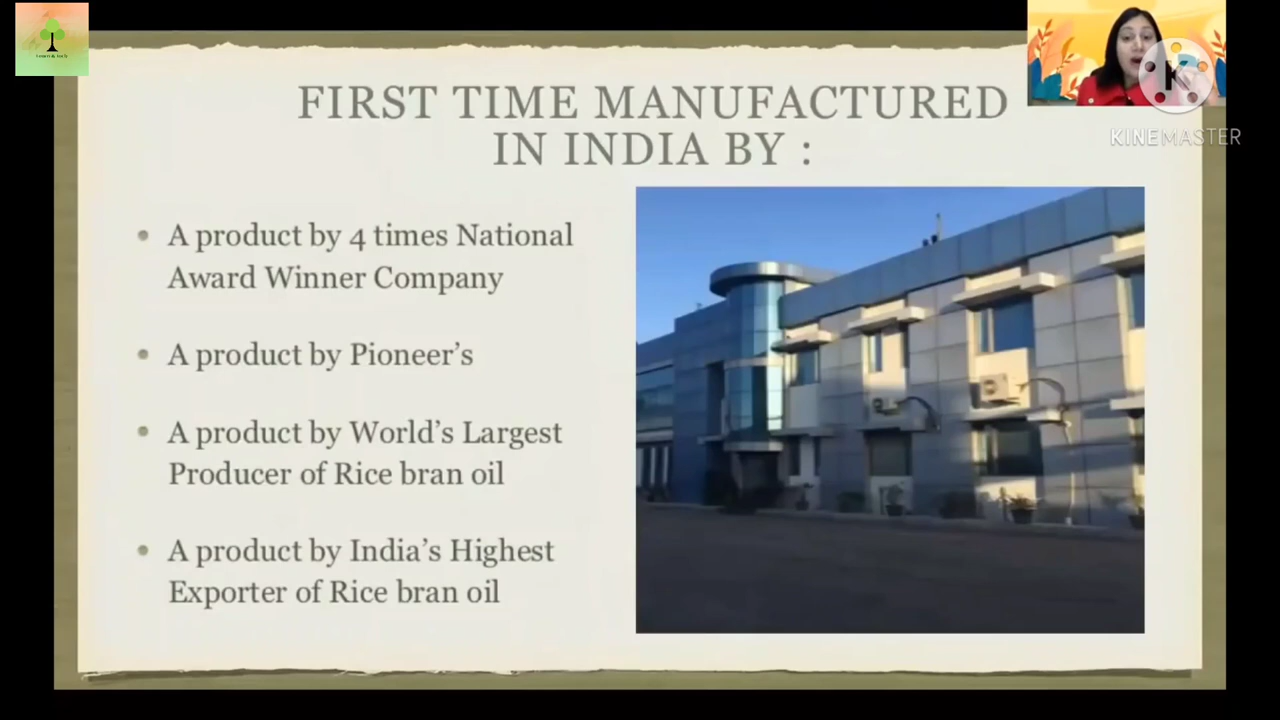 FIRST TIME MANUFACTURED
IN INDIA BY :
KINEMASTER
• A product by 4 times National
Award Winner Company
• A product by Pioneer’s
• A product by World’s Largest
Producer of Rice bran oil
• A product by India’s Highest
Exporter of Rice bran oil